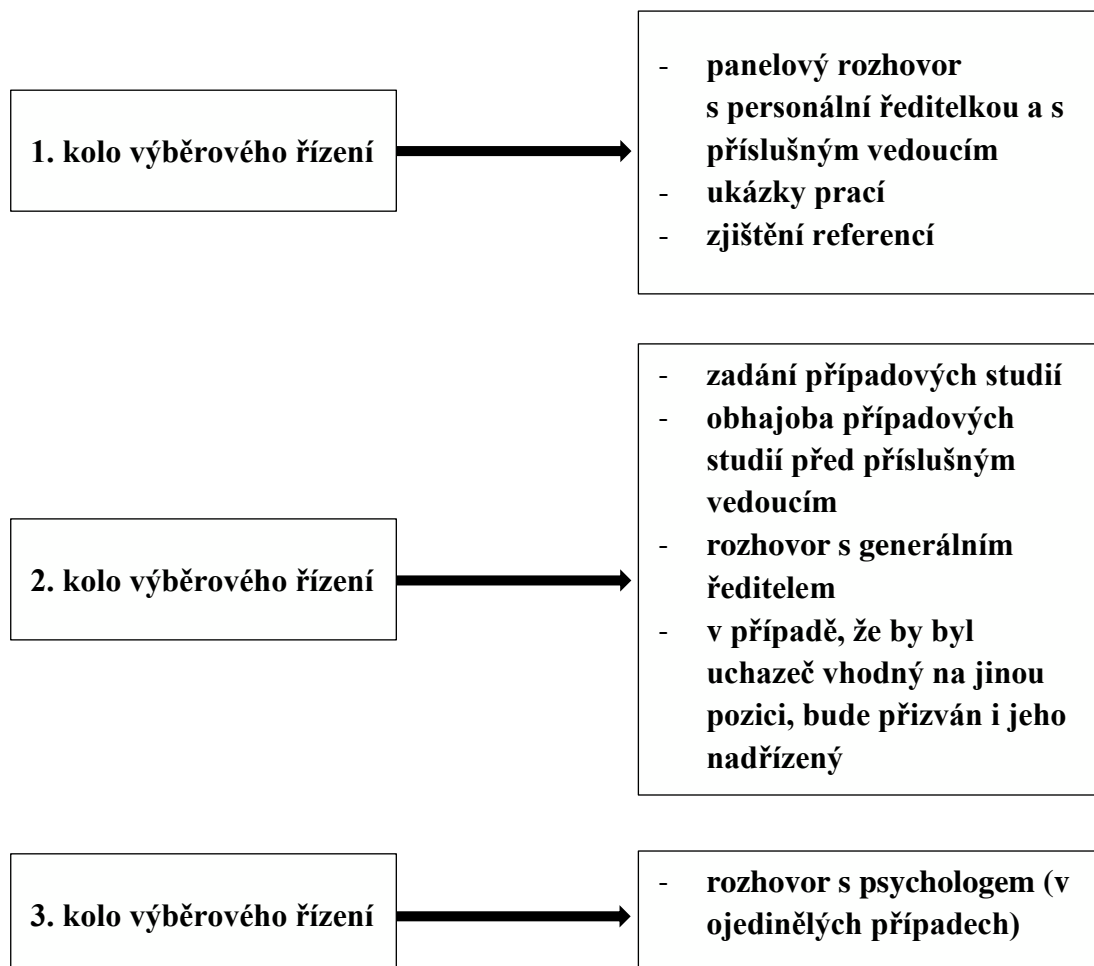 1. kolo výběrového řízení
- panelový rozhovor
s personální ředitelkou a s
příslušným vedoucím
- ukázky prací
- zjištění referencí
2. kolo výběrového řízení
- zadání případových studií
- obhajoba případových
studií před příslušným
vedoucím
- rozhovor s generálním
ředitelem
- v případě, že by byl
uchazeč vhodný na jinou
pozici, bude přizván i jeho
nadřízený
3. kolo výběrového řízení
- rozhovor s psychologem (v
ojedinělých případech)